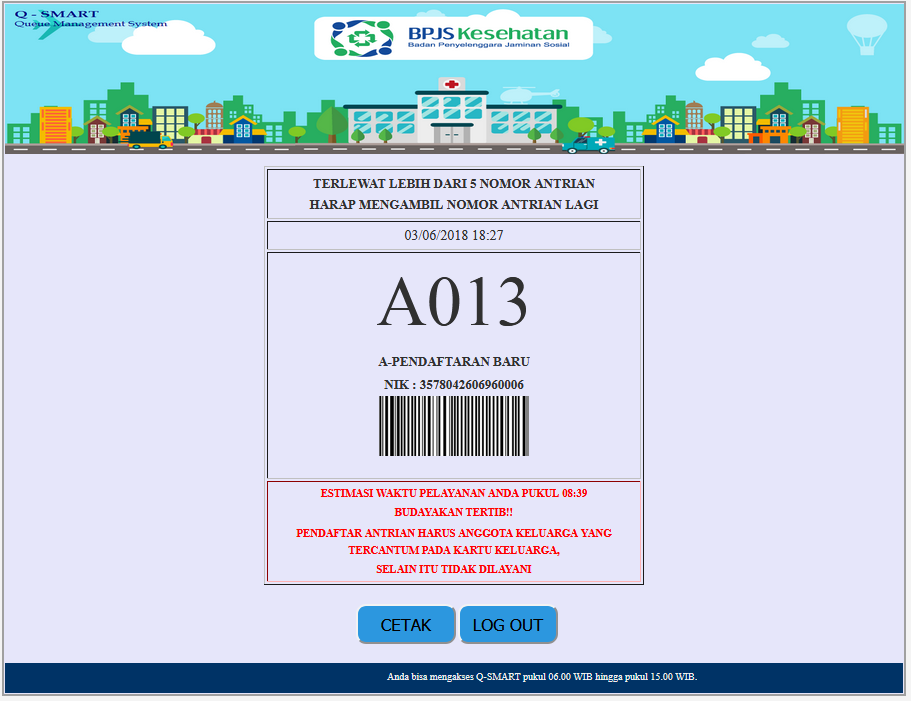 Q - SMART
Queue Management System
BPJS Kesehatan
Badan Penyelenggara Jaminan Sosial
TERLEWAT LEBIH DARI 5 NOMOR ANTRIAN
HARAP MENGAMBIL NOMOR ANTRIAN LAGI
03/06/2018 18:27
A013
A-PENDAFTARAN BARU
NIK : 3578042606960006
ESTIMASI WAKTU PELAYANAN ANDA PUKUL 08:39
BUDAYAKAN TERTIB!!
PENDAFTAR ANTRIAN HARUS ANGGOTA KELUARGA YANG
TERCANTUM PADA KARTU KELUARGA,
SELAIN ITU TIDAK DILAYANI
CETAK
LOG OUT
Anda bisa mengakses Q-SMART pukul 06.00 WIB hingga pukul 15.00 WIB.